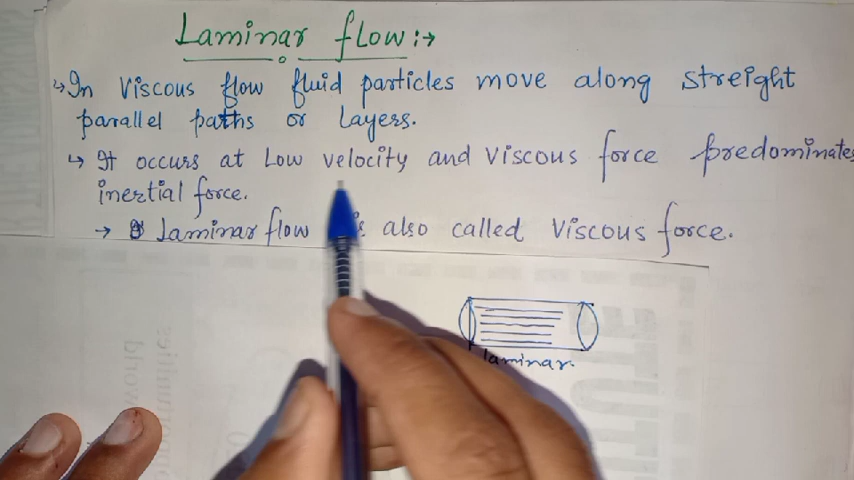 Laminar flow:→
↳ In Viscous flow fluid particles move along streight
parallel paths or Layers.
↳ It occurs at Low velocity and Viscous force predominates
inertial force.
→ Laminar flow is also called Viscous force.
laminar.